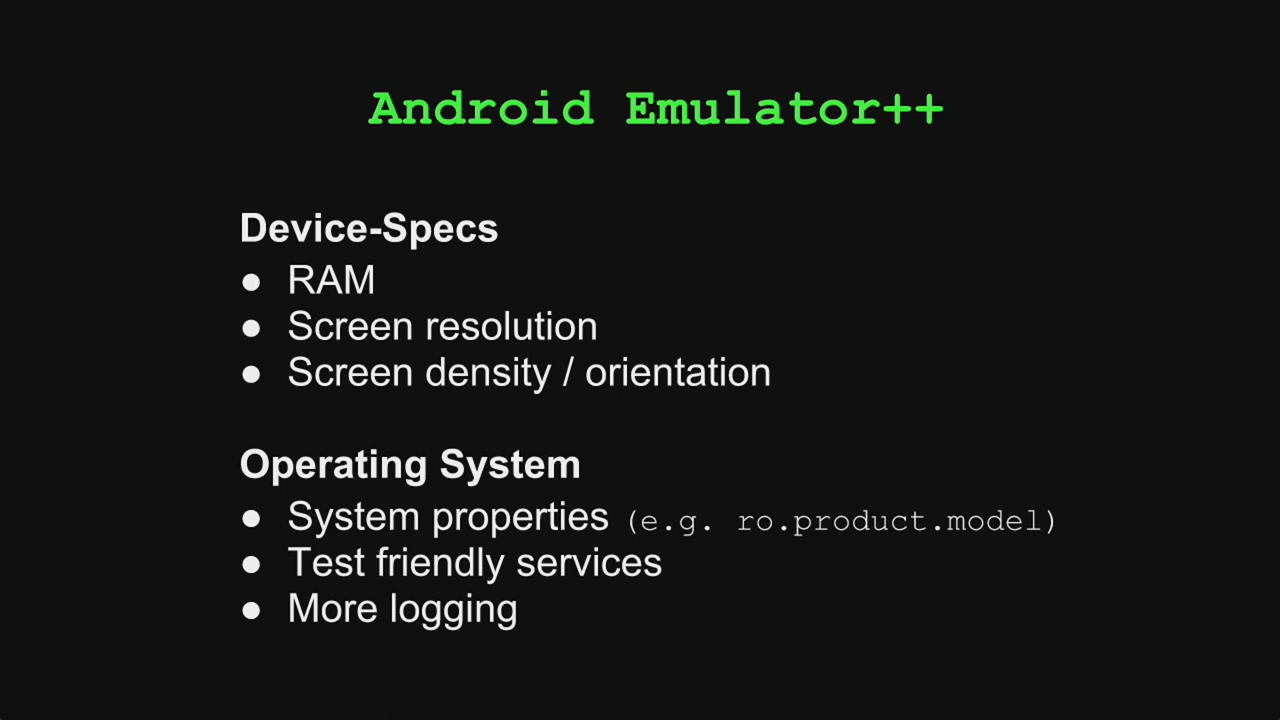 Android Emulator++
Device-Specs
● RAM
● Screen resolution
● Screen density / orientation
Operating System
● System properties (e.g. ro.product.model)
● Test friendly services
● More logging